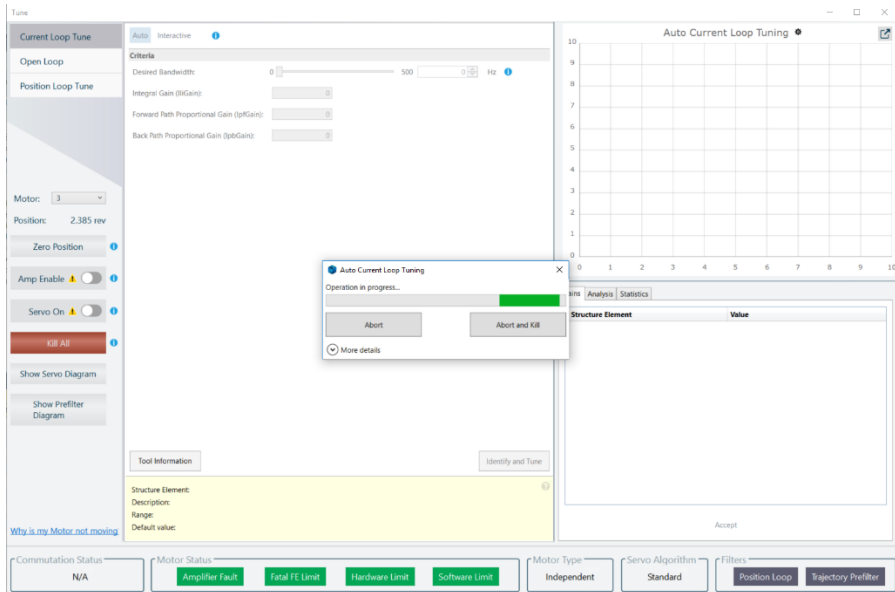 Tune
Current Loop Tune
Open Loop
Position Loop Tune
Motor: 3
Position: 2.385 rev
Zero Position
Amp Enable
Servo On
Kill All
Show Servo Diagram
Show Prefilter
Diagram
Why is my Motor not moving
Auto Interactive
Criteria
Desired Bandwidth: 0 500 0 Hz
Integral Gain (IiiGain): 0
Forward Path Proportional Gain (IpfGain): 0
Back Path Proportional Gain (IpbGain): 0
Auto Current Loop Tuning
Operation in progress...
Abort Abort and Kill
More details
Tool Information Identify and Tune
Structure Element:
Description:
Range:
Default value:
Auto Current Loop Tuning
10
9
8
7
6
5
4
3
2
1
0
0 1 2 3 4 5 6 7 8 9 10
ains Analysis Statistics
Structure Element Value
Accept
Commutation Status
N/A
Motor Status
Amplifier Fault Fatal FE Limit Hardware Limit Software Limit
Motor Type
Independent
Servo Algorithm
Standard
Filters
Position Loop Trajectory Prefilter